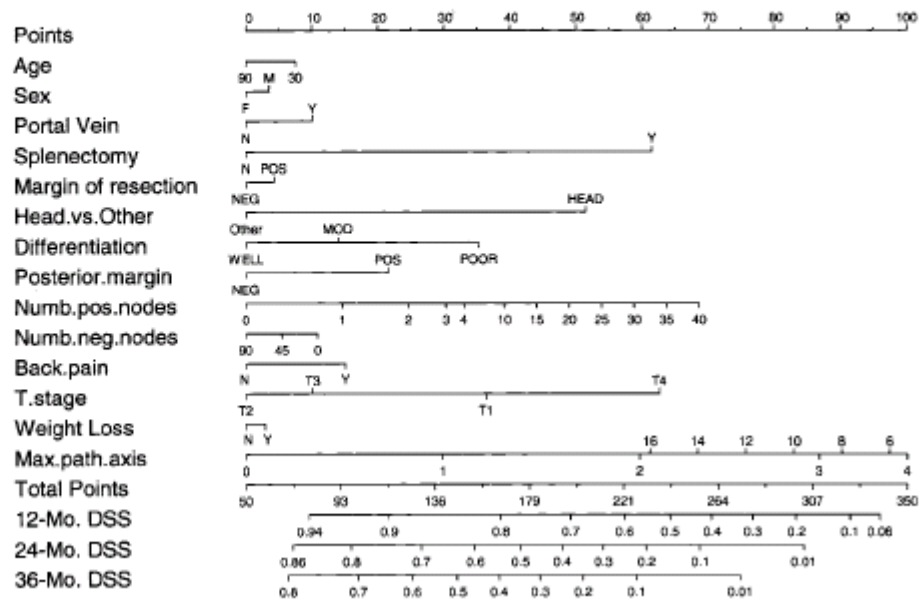 Points 0 10 20 30 40 50 60 70 80 90 100
Age
90 30
Sex M
F
Portal Vein Y
N
Splenectomy Y
N
Margin of resection POS
NEG
Head.vs.Other HEAD
Other
Differentiation MOD
WELL POOR
Posterior.margin POS
NEG
Numb.pos.nodes
0 1 2 3 4 10 15 20 25 30 35 40
Numb.neg.nodes
90 45 0
Back.pain
N Y
T.stage T3 T4
T2 T1
Weight Loss
N Y
16 14 12 10 8 6
Max.path.axis
0 1 2 3 4
Total Points
50 93 136 179 221 264 307 350
12-Mo. DSS
0.94 0.9 0.8 0.7 0.6 0.5 0.4 0.3 0.2 0.1 0.06
24-Mo. DSS
0.86 0.8 0.7 0.6 0.5 0.4 0.3 0.2 0.1 0.01
36-Mo. DSS
0.8 0.7 0.6 0.5 0.4 0.3 0.2 0.1 0.01